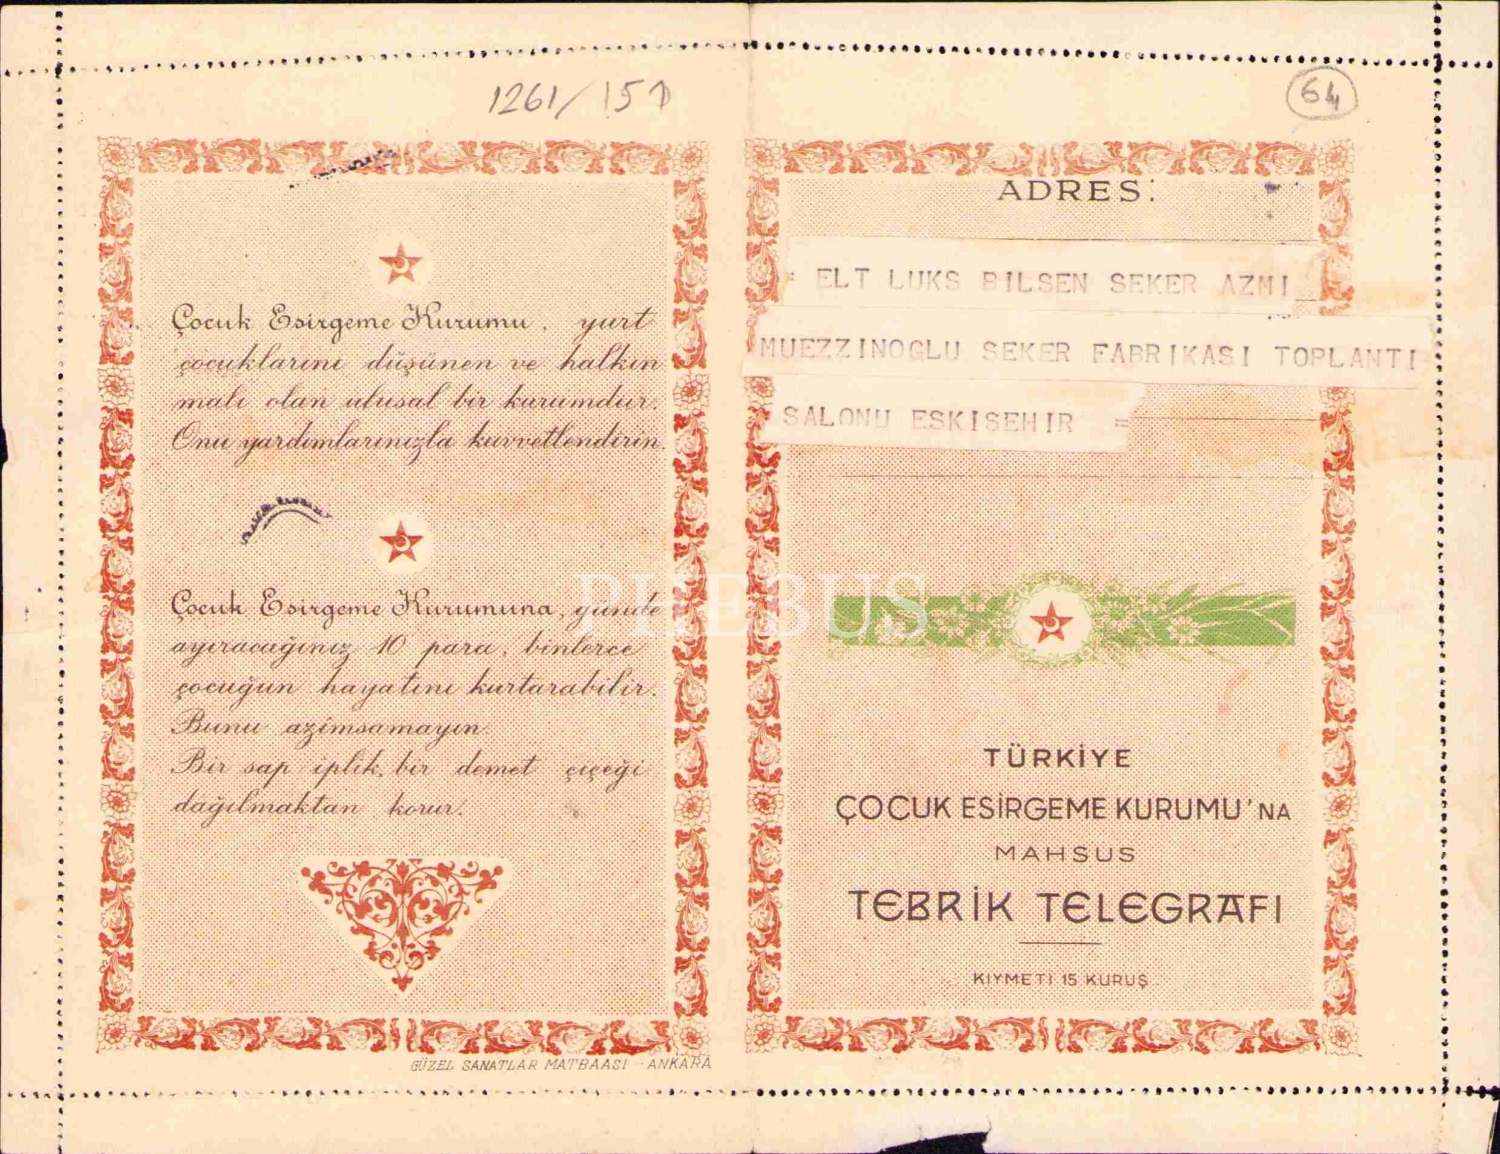 1261/151
64
Çocuk Esirgeme Kurumu, yurt
çocuklarını düşünen ve halkın
malı olan ulusal bir kurumdur.
Onu yardımlarınızla kuvvetlendirin.
Çocuk Esirgeme Kurumuna, günde
ayıracağınız 10 para, binlerce
çocuğun hayatını kurtarabilir.
Bunu azimsamayın.
Bir sap iplik, bir demet çiçeği
dağılmaktan korur.
GÜZEL SANATLAR MATBAASI - ANKARA
ADRES:
= ELT LUKS BILSEN SEKER AZMI
MUEZZINOGLU SEKER FABRIKASI TOPLANTI
SALONU ESKISEHIR =
PHEBUS
TÜRKİYE
ÇOCUK ESİRGEME KURUMU'NA
MAHSUS
TEBRİK TELEGRAFI
KIYMETİ 15 KURUŞ